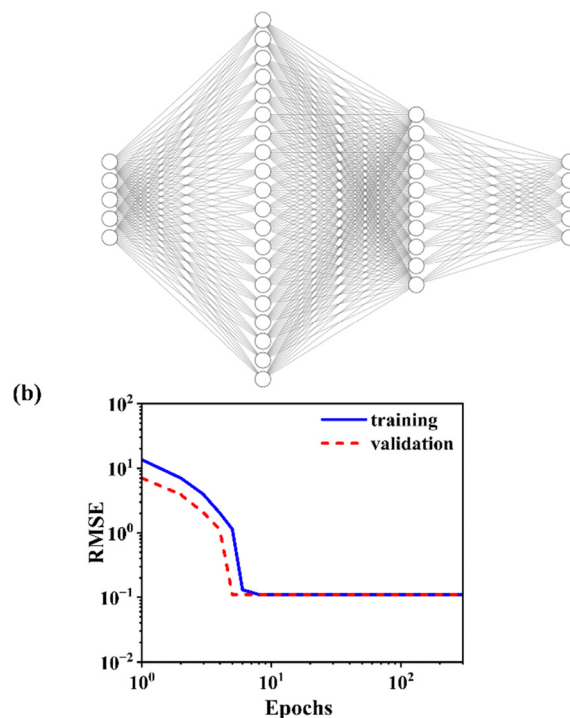 (b)
10²
training
validation
10¹
RMSE
10⁰
10⁻¹
10⁻²
10⁰
10¹
10²
Epochs